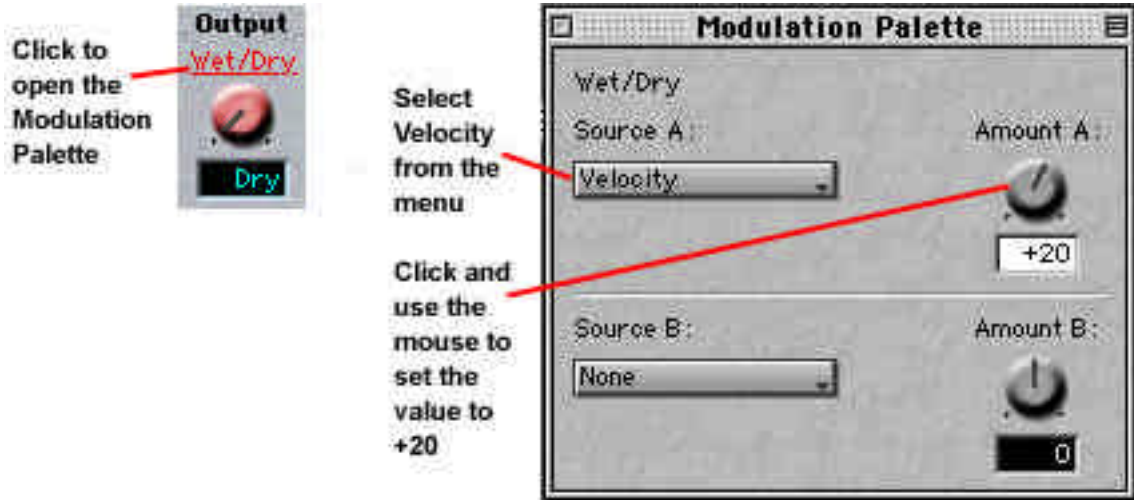 Output
Wet/Dry
Dry
Click to
open the
Modulation
Palette
Select
Velocity
from the
menu
Click and
use the
mouse to
set the
value to
+20
Modulation Palette
Wet/Dry
Source A:
Amount A:
Velocity
+20
Source B:
Amount B:
None
0